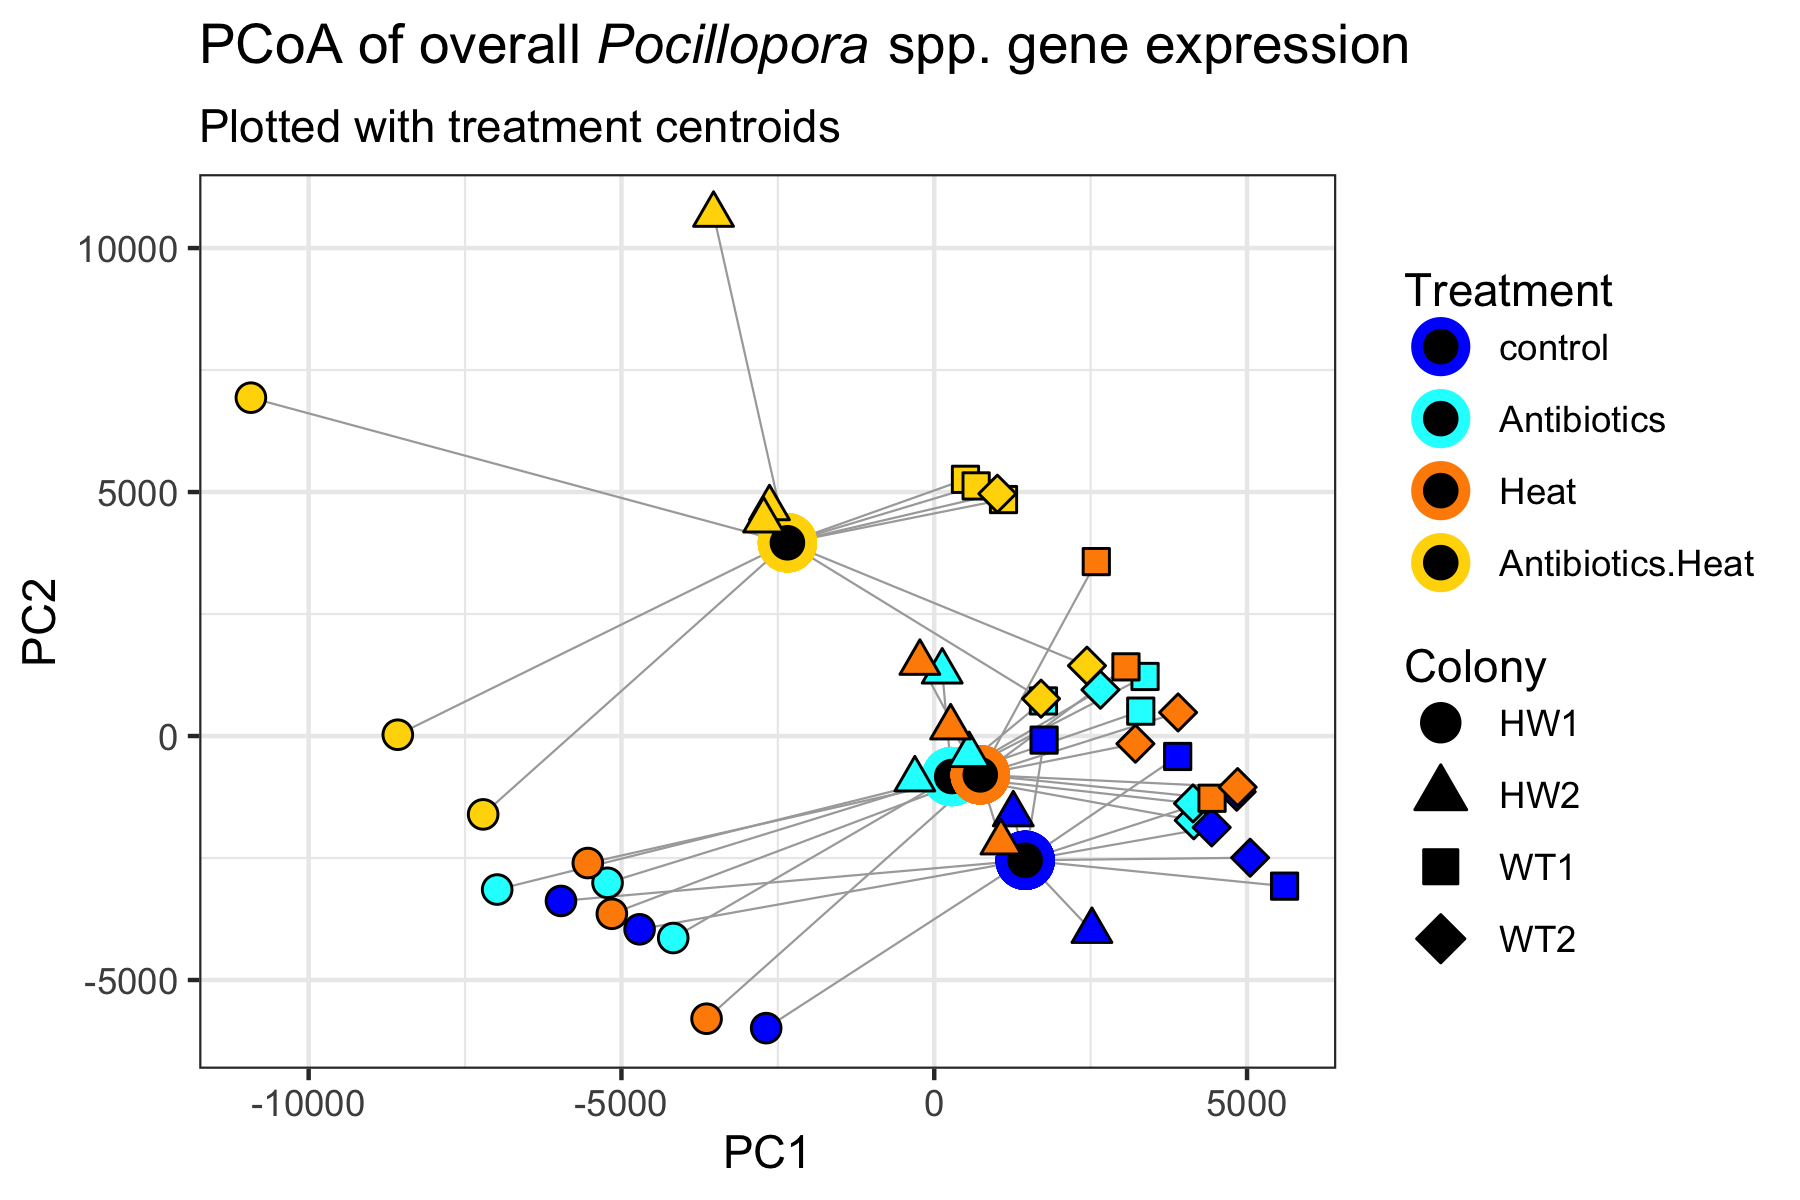 PCoA of overall Pocillopora spp. gene expression
Plotted with treatment centroids
10000
5000
0
-5000
PC2
-10000
-5000
0
5000
PC1
Treatment
control
Antibiotics
Heat
Antibiotics.Heat
Colony
HW1
HW2
WT1
WT2